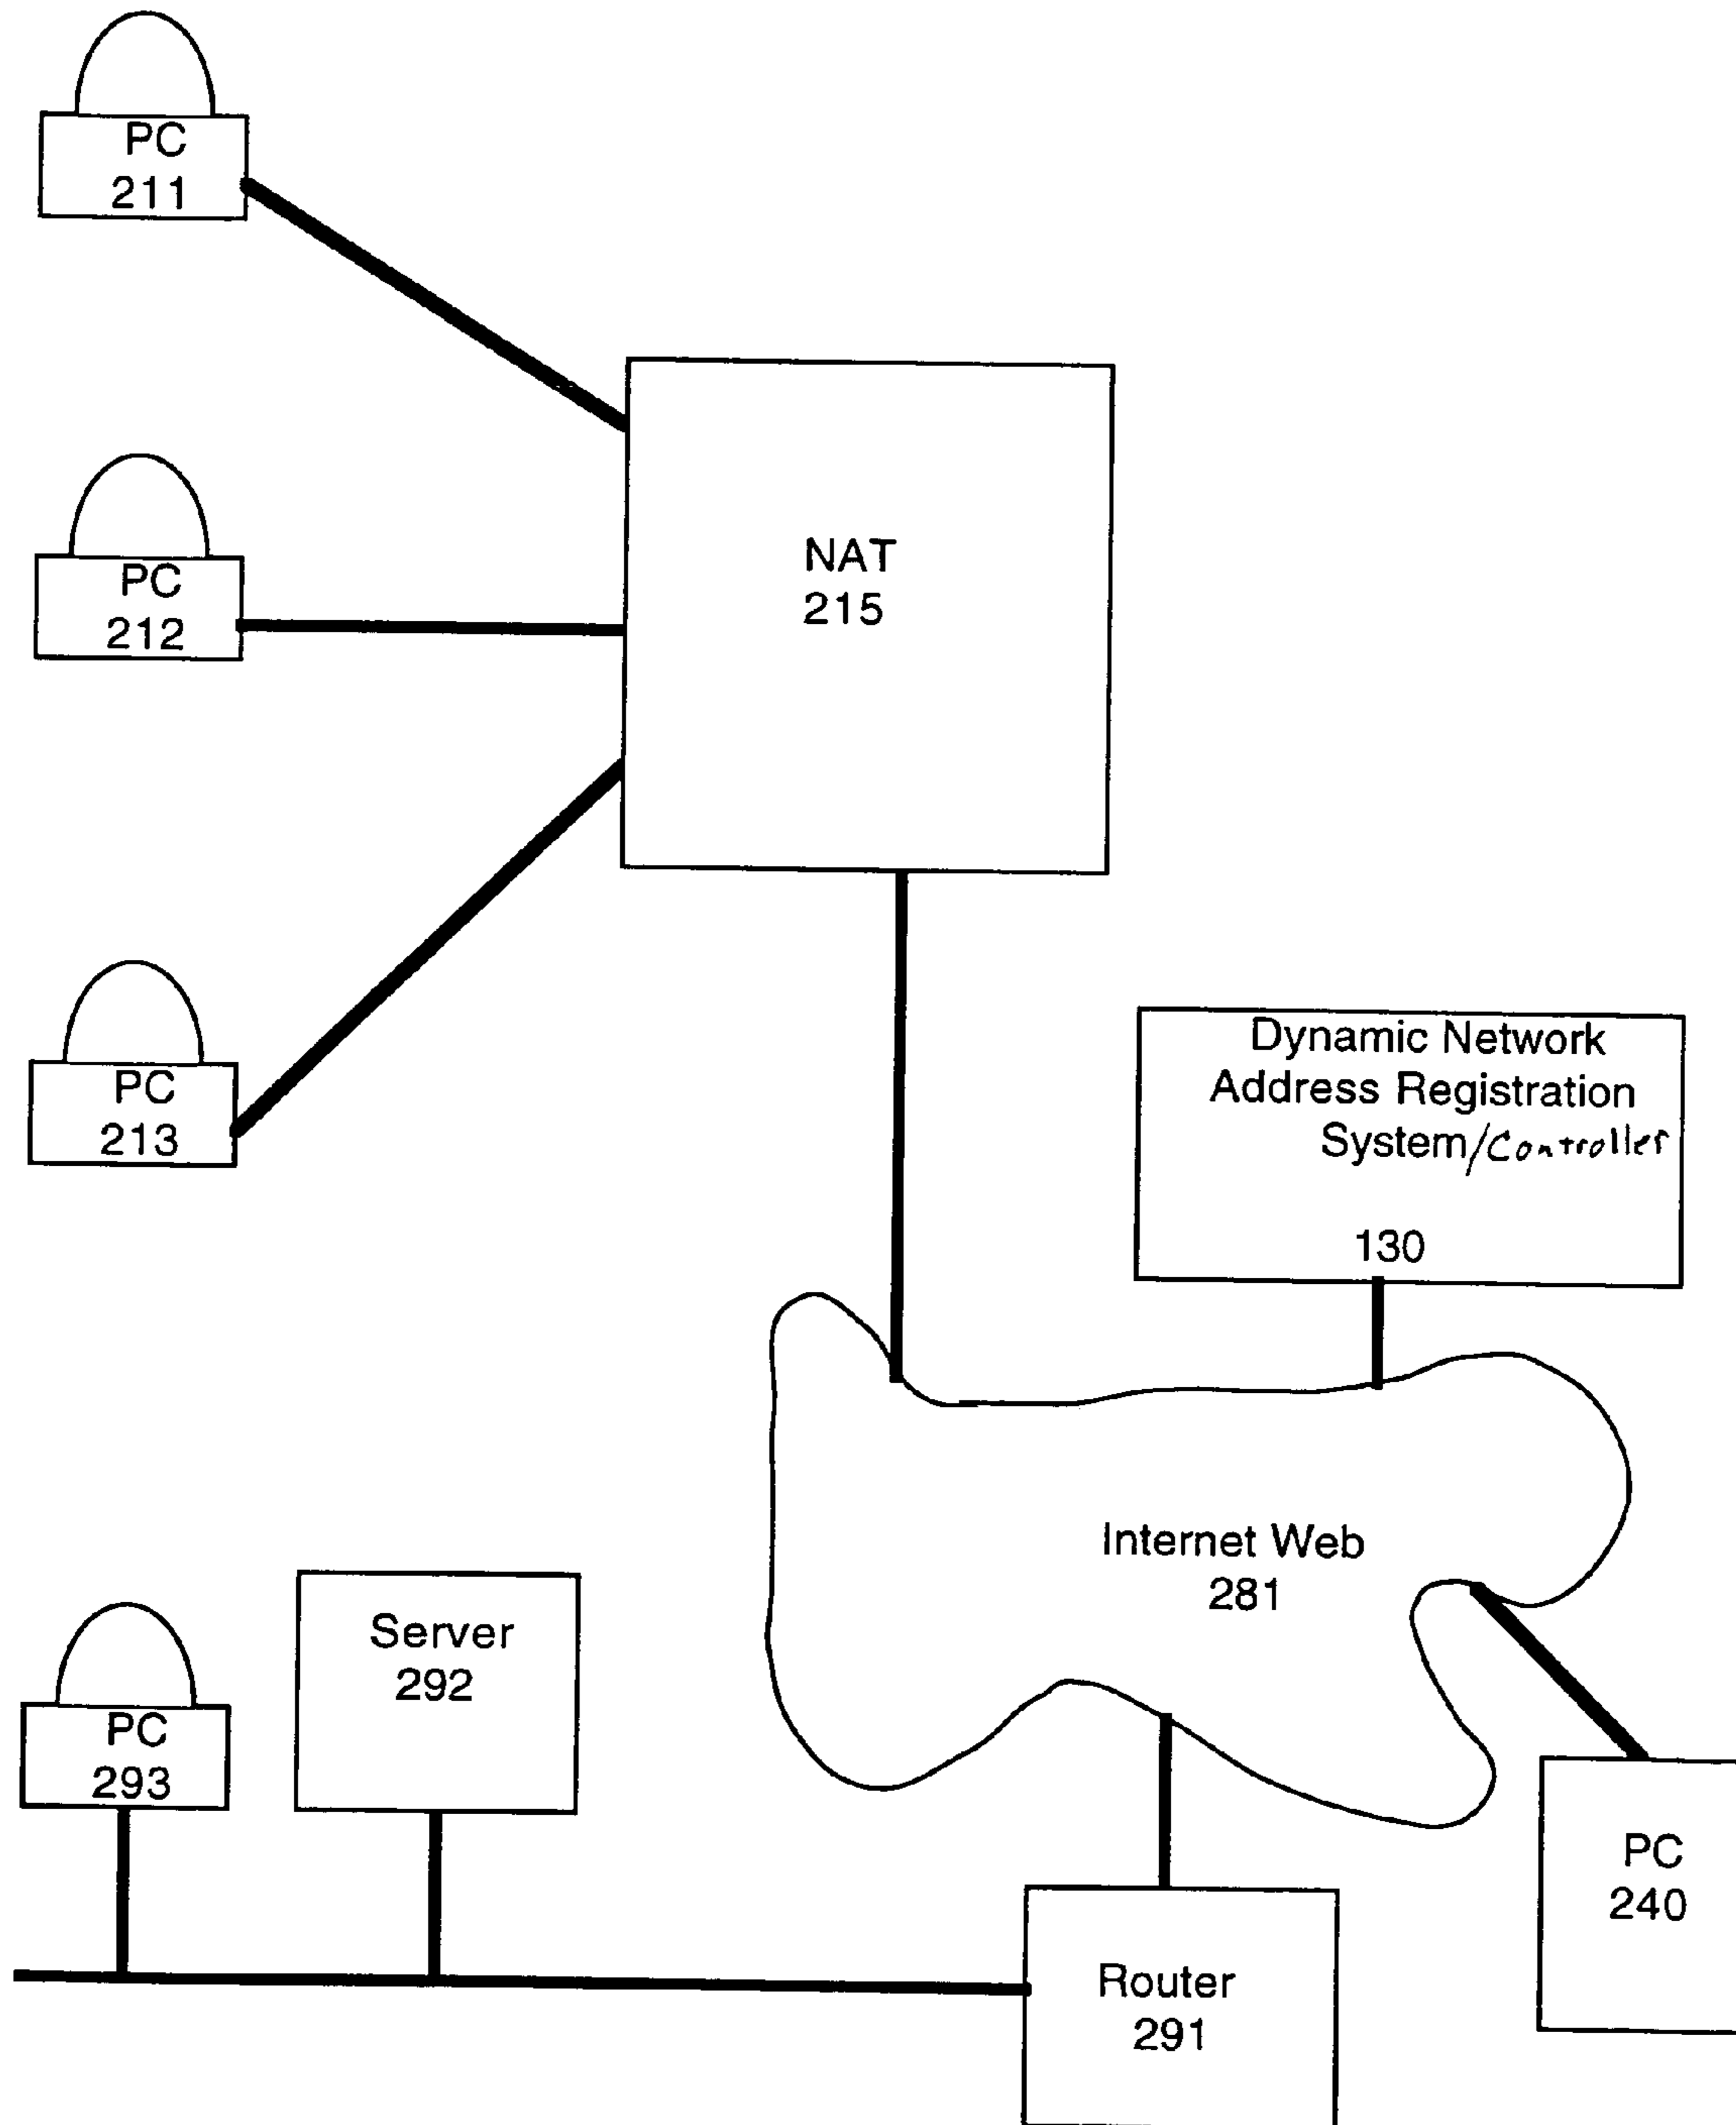 PC
211
NAT
215
PC
212
PC
213
Dynamic Network
Address Registration
System/Controller
130
Internet Web
281
Server
292
PC
293
PC
240
Router
291